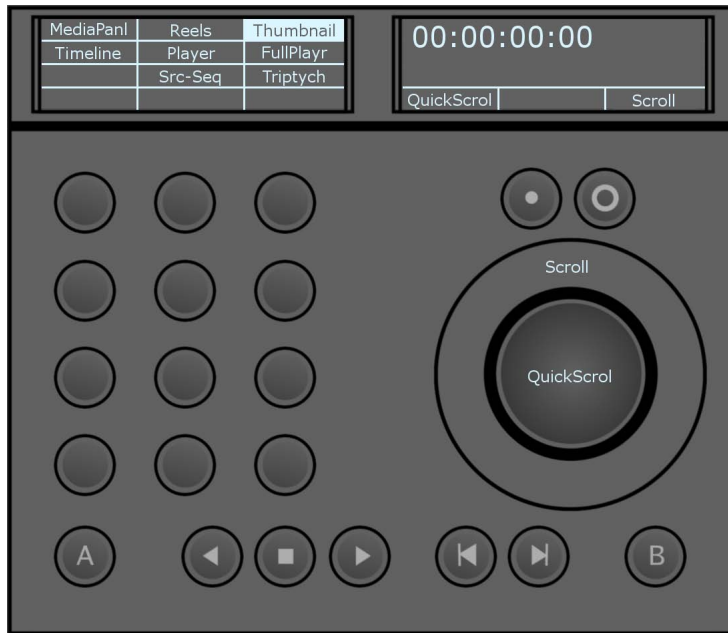 MediaPanl Reels Thumbnail
Timeline Player FullPlayr
Src-Seq Triptych
00:00:00:00
QuickScrol Scroll
Scroll
QuickScrol
A B